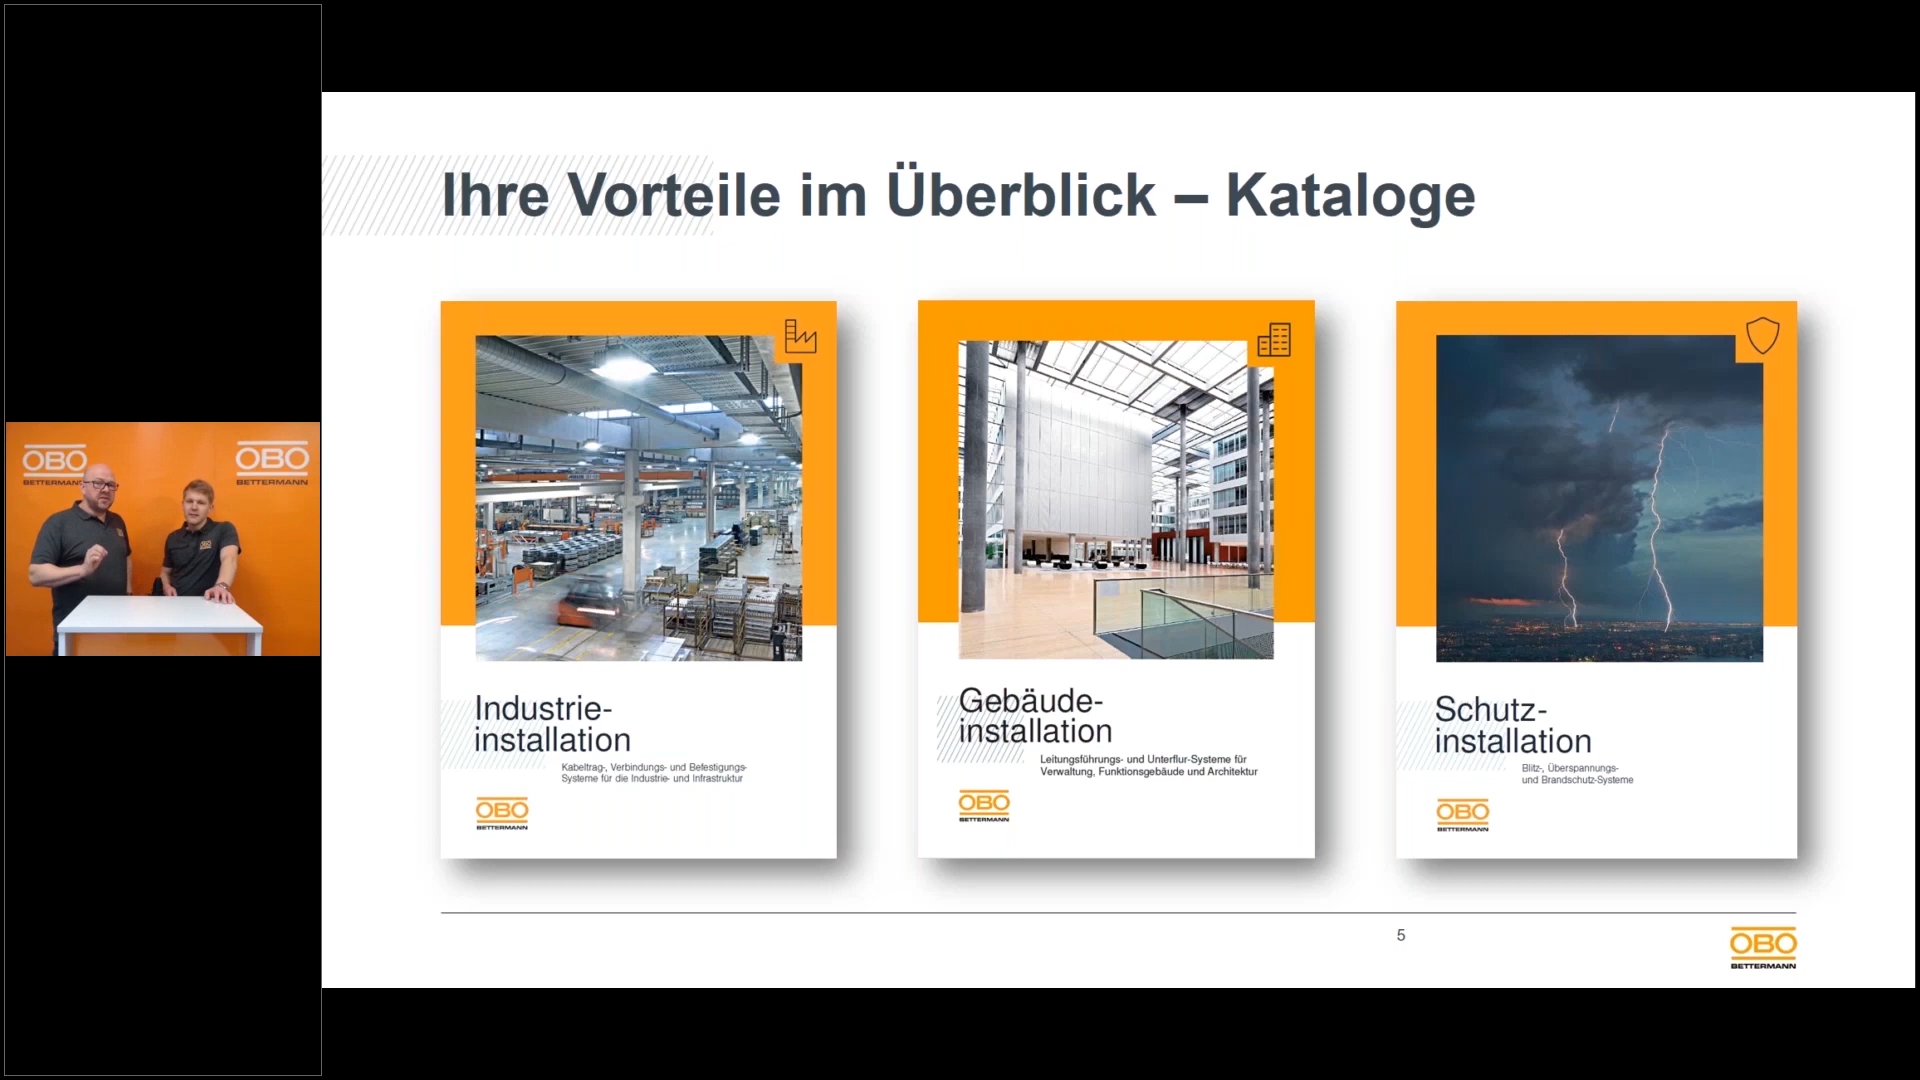 Ihre Vorteile im Überblick – Kataloge
OBO
BETTERMANN
OBO
BETTERMANN
OBO
Industrie-
installation
Kabeltrag-, Verbindungs- und Befestigungs-
Systeme für die Industrie- und Infrastruktur
OBO
BETTERMANN
Gebäude-
installation
Leitungsführungs- und Unterflur-Systeme für
Verwaltung, Funktionsgebäude und Architektur
OBO
BETTERMANN
Schutz-
installation
Blitz-, Überspannungs-
und Brandschutz-Systeme
OBO
BETTERMANN
5
OBO
BETTERMANN